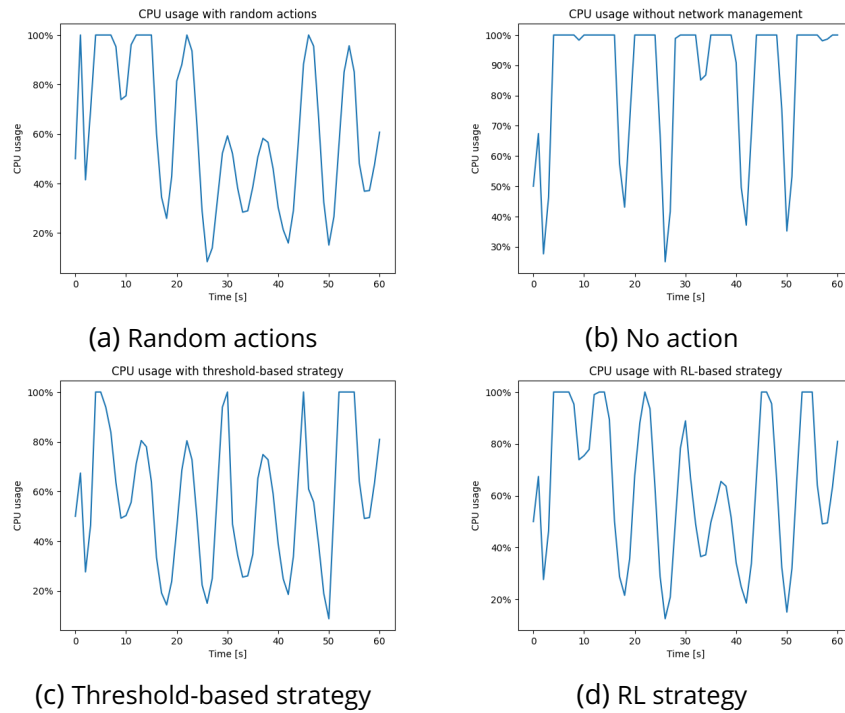 CPU usage with random actions
100%
80%
60%
40%
20%
CPU usage
0 10 20 30 40 50 60
Time [s]
(a) Random actions
CPU usage without network management
100%
90%
80%
70%
60%
50%
40%
30%
CPU usage
0 10 20 30 40 50 60
Time [s]
(b) No action
CPU usage with threshold-based strategy
100%
80%
60%
40%
20%
CPU usage
0 10 20 30 40 50 60
Time [s]
(c) Threshold-based strategy
CPU usage with RL-based strategy
100%
80%
60%
40%
20%
CPU usage
0 10 20 30 40 50 60
Time [s]
(d) RL strategy